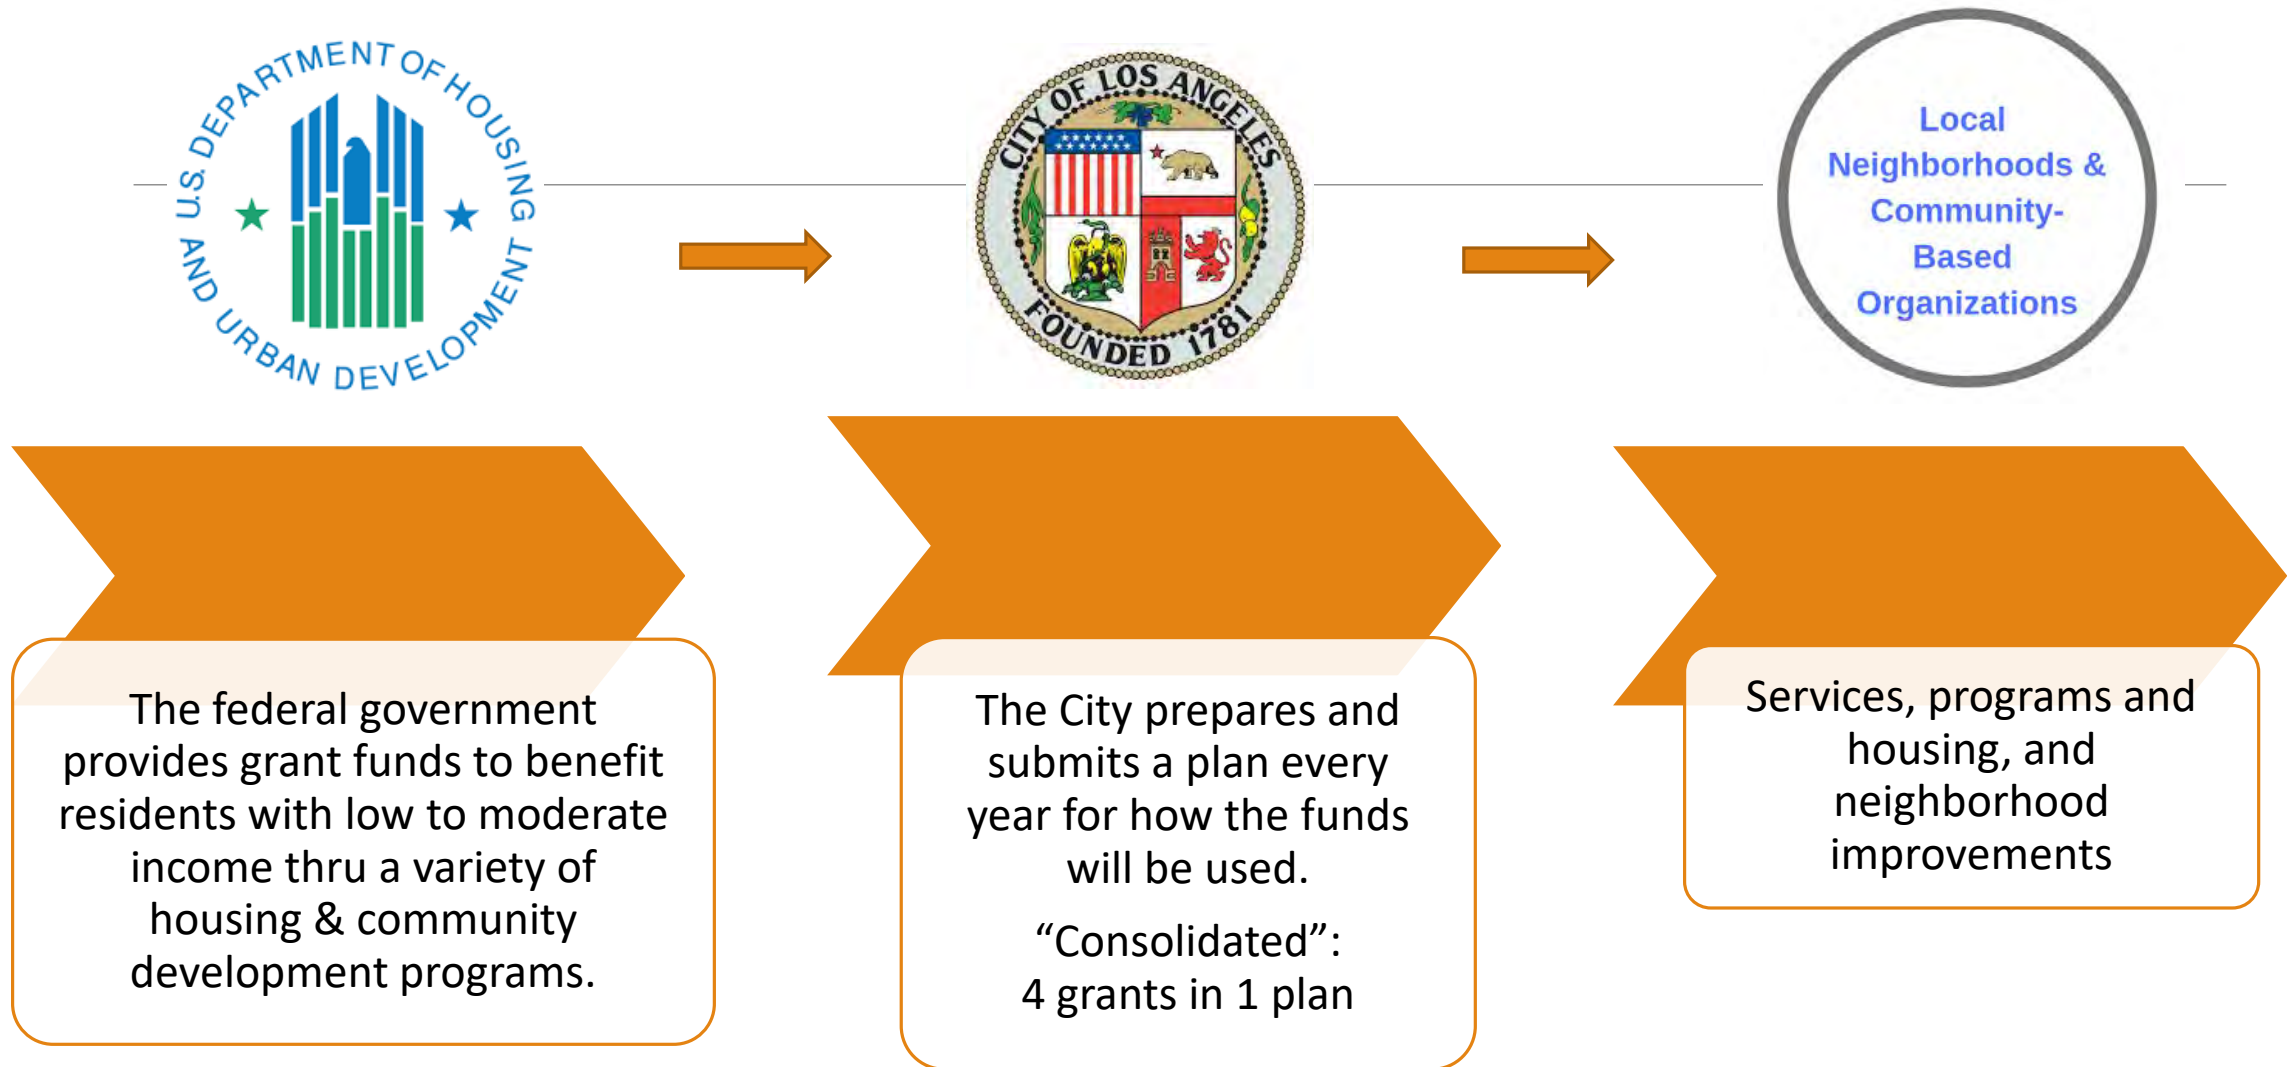 U.S. DEPARTMENT OF HOUSING
AND URBAN DEVELOPMENT
CITY OF LOS ANGELES
FOUNDED 1781
Local
Neighborhoods &
Community-
Based
Organizations
The federal government
provides grant funds to benefit
residents with low to moderate
income thru a variety of
housing & community
development programs.
The City prepares and
submits a plan every
year for how the funds
will be used.
“Consolidated”:
4 grants in 1 plan
Services, programs and
housing, and
neighborhood
improvements